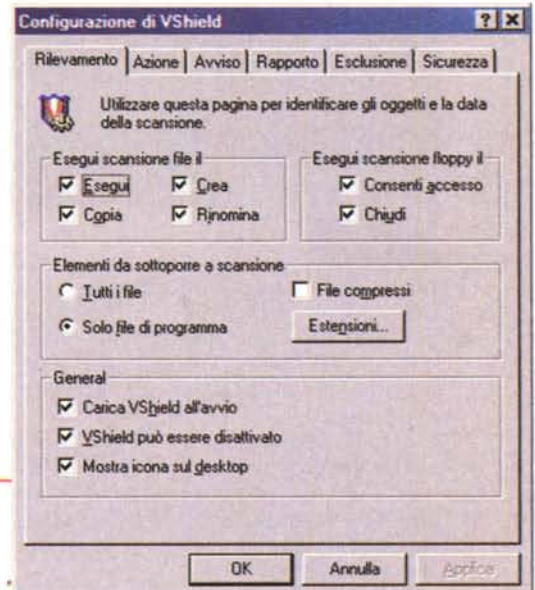 Configurazione di VShield
Rilevamento Azione Avviso Rapporto Esclusione Sicurezza
Utilizzare questa pagina per identificare gli oggetti e la data
della scansione.
Esegui scansione file il
Esegui Crea
Copia Rinomina
Esegui scansione floppy il
Consenti accesso
Chiudi
Elementi da sottoporre a scansione
Tutti i file File compressi
Solo file di programma Estensioni...
General
Carica VShield all'avvio
VShield può essere disattivato
Mostra icona sul desktop
OK Annulla Applica